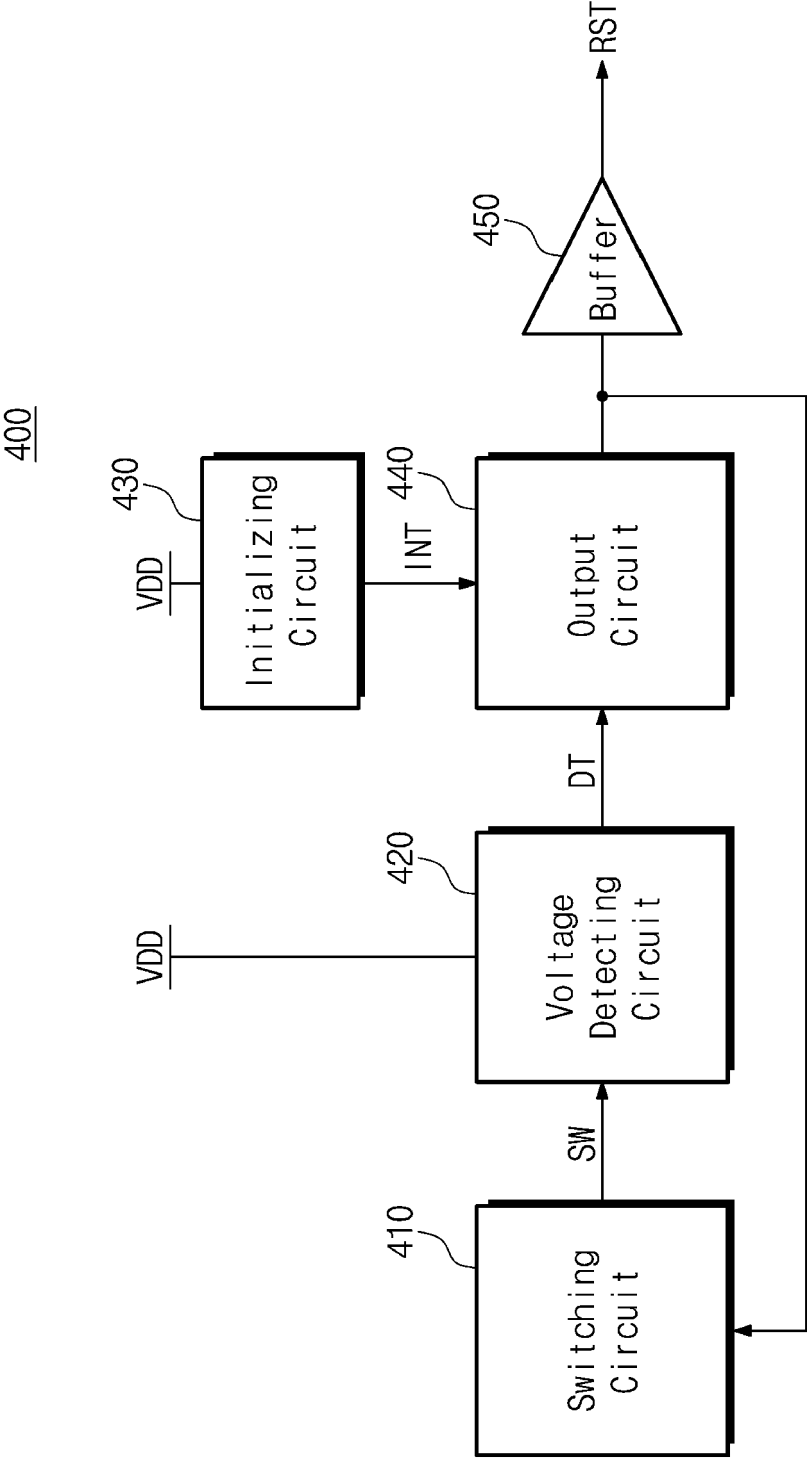 400
VDD
VDD
430
Initializing
Circuit
INT
410
Switching
Circuit
SW
420
Voltage
Detecting
Circuit
DT
440
Output
Circuit
450
Buffer
RST